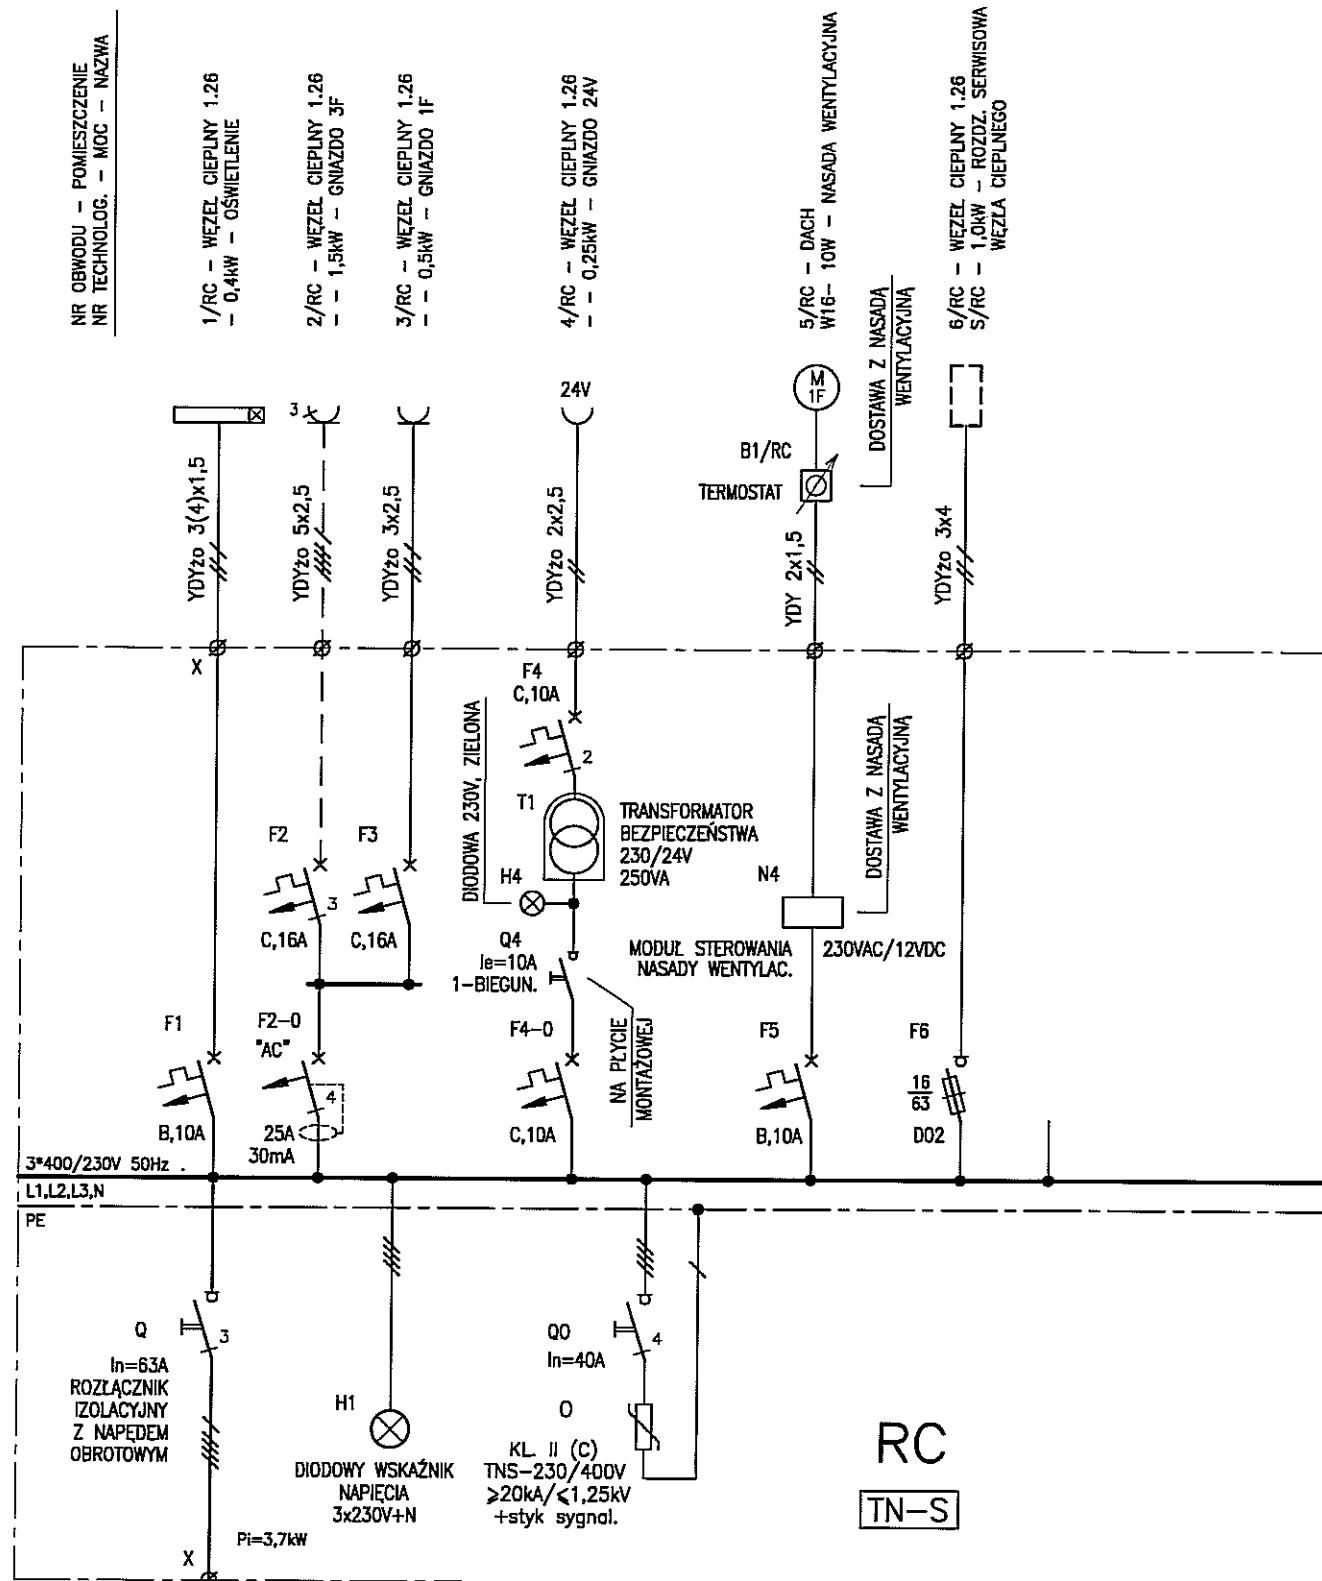 NR OBWODU – POMIESZCZENIE
NR TECHNOLOG. – MOC – NAZWA
1/RC – WĘZEŁ CIEPLNY 1.26
– 0,4kW – OŚWIETLENIE
2/RC – WĘZEŁ CIEPLNY 1.26
– – 1,5kW – GNIAZDO 3F
3/RC – WĘZEŁ CIEPLNY 1.26
– – 0,5kW – GNIAZDO 1F
4/RC – WĘZEŁ CIEPLNY 1.26
– – 0,25kW – GNIAZDO 24V
5/RC – DACH
W16– 10W – NASADA WENTYLACYJNA
6/RC – WĘZEŁ CIEPLNY 1.26
S/RC – 1,0kW – ROZDZ. SERWISOWA
WĘZŁA CIEPLNEGO
3
24V
M
1F
B1/RC
TERMOSTAT
DOSTAWA Z NASADĄ
WENTYLACYJNĄ
YDYżo 3(4)x1,5
YDYżo 5x2,5
YDYżo 3x2,5
YDYżo 2x2,5
YDY 2x1,5
YDYżo 3x4
X
F4
C,10A
2
DIODOWA 230V, ZIELONA
T1
TRANSFORMATOR
BEZPIECZEŃSTWA
230/24V
250VA
H4
F2
3
C,16A
F3
C,16A
Q4
Ie=10A
1–BIEGUN.
NA PŁYCIE
MONTAŻOWEJ
N4
DOSTAWA Z NASADĄ
WENTYLACYJNĄ
MODUŁ STEROWANIA
NASADY WENTYLAC.
230VAC/12VDC
F1
B,10A
F2–0
"AC"
4
25A
30mA
F4–0
C,10A
F5
B,10A
F6
16
63
D02
3*400/230V 50Hz .
L1,L2,L3,N
PE
Q
3
In=63A
ROZŁĄCZNIK
IZOLACYJNY
Z NAPĘDEM
OBROTOWYM
H1
DIODOWY WSKAŹNIK
NAPIĘCIA
3x230V+N
Q0
4
In=40A
O
KL. II (C)
TNS–230/400V
≥20kA/≤1,25kV
+styk sygnał.
Pi=3,7kW
X
RC
TN–S